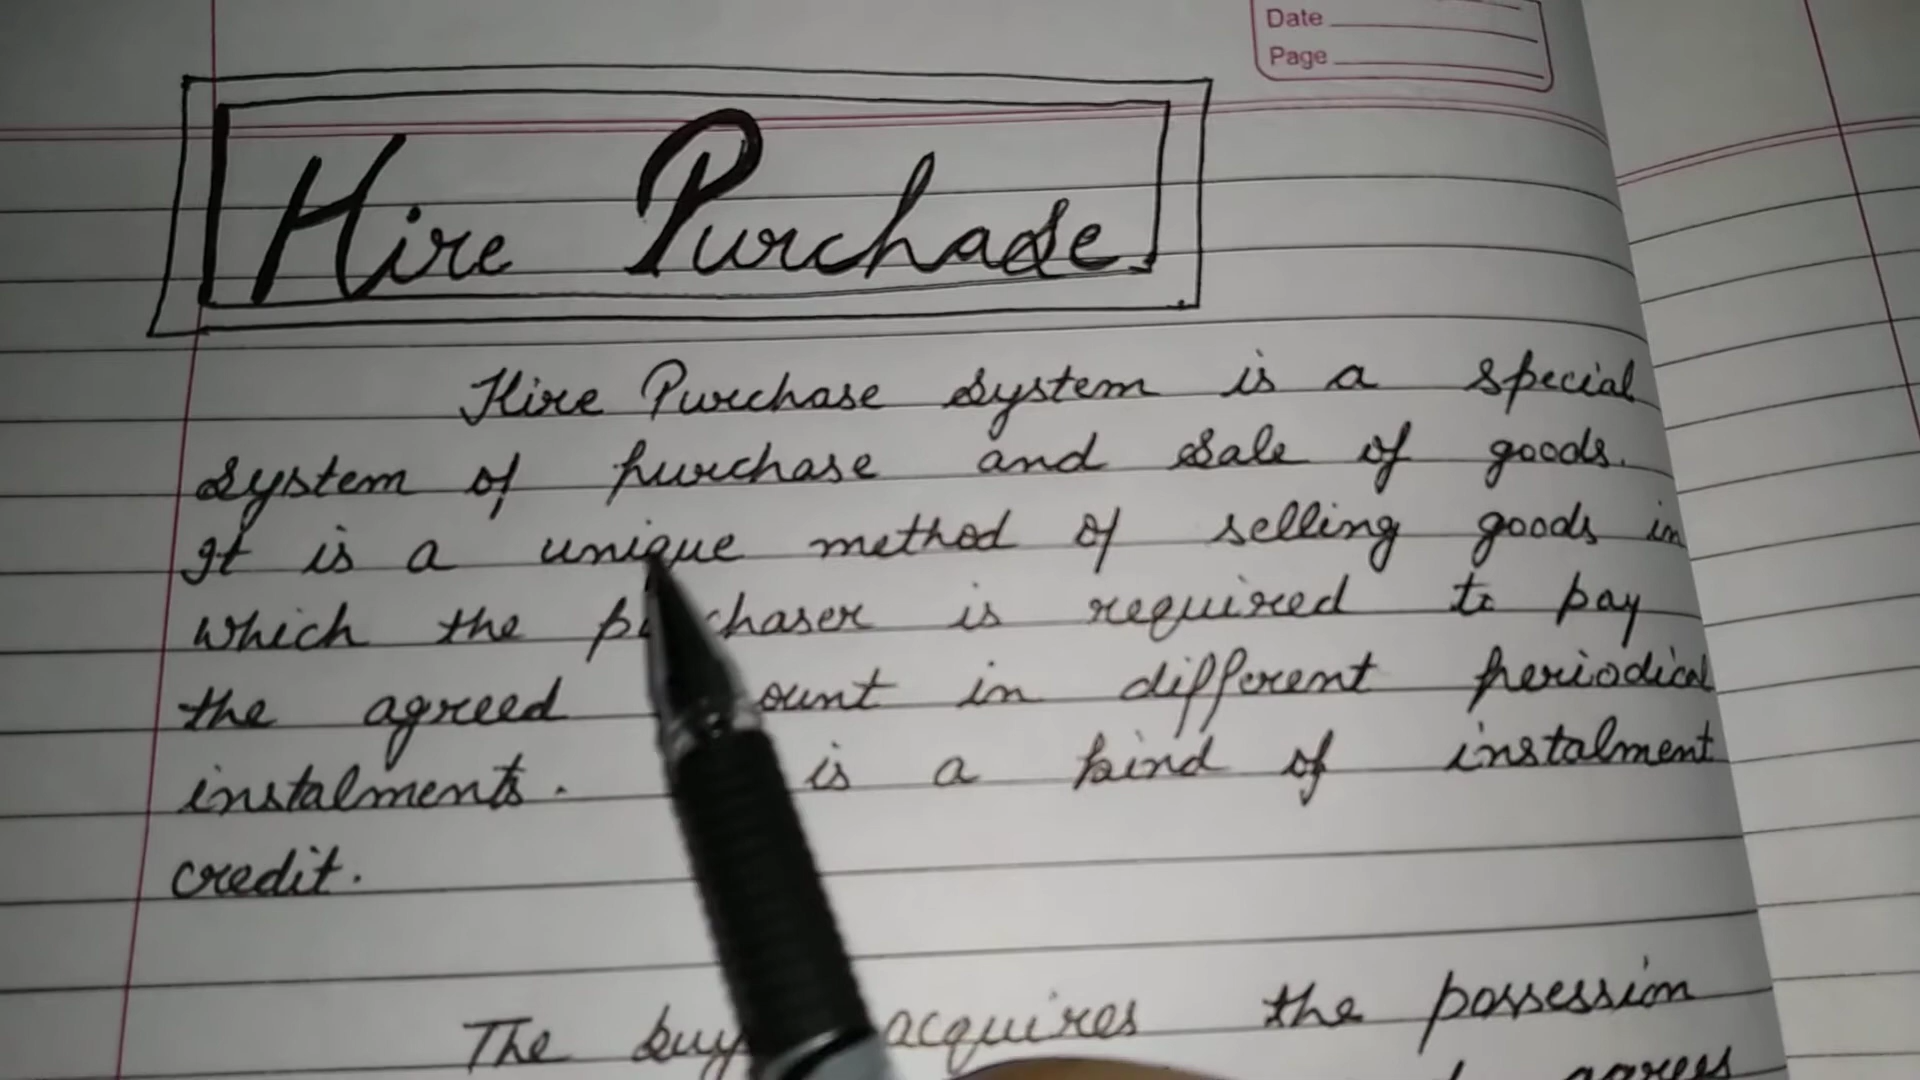 Date
Page
Hire Purchase
Hire Purchase system is a special
system of purchase and sale of goods.
It is a unique method of selling goods in
which the chaser is required to pay
the agreed ount in different periodical
instalments. is a kind of instalment
credit.
The buy acquires the possession
agrees